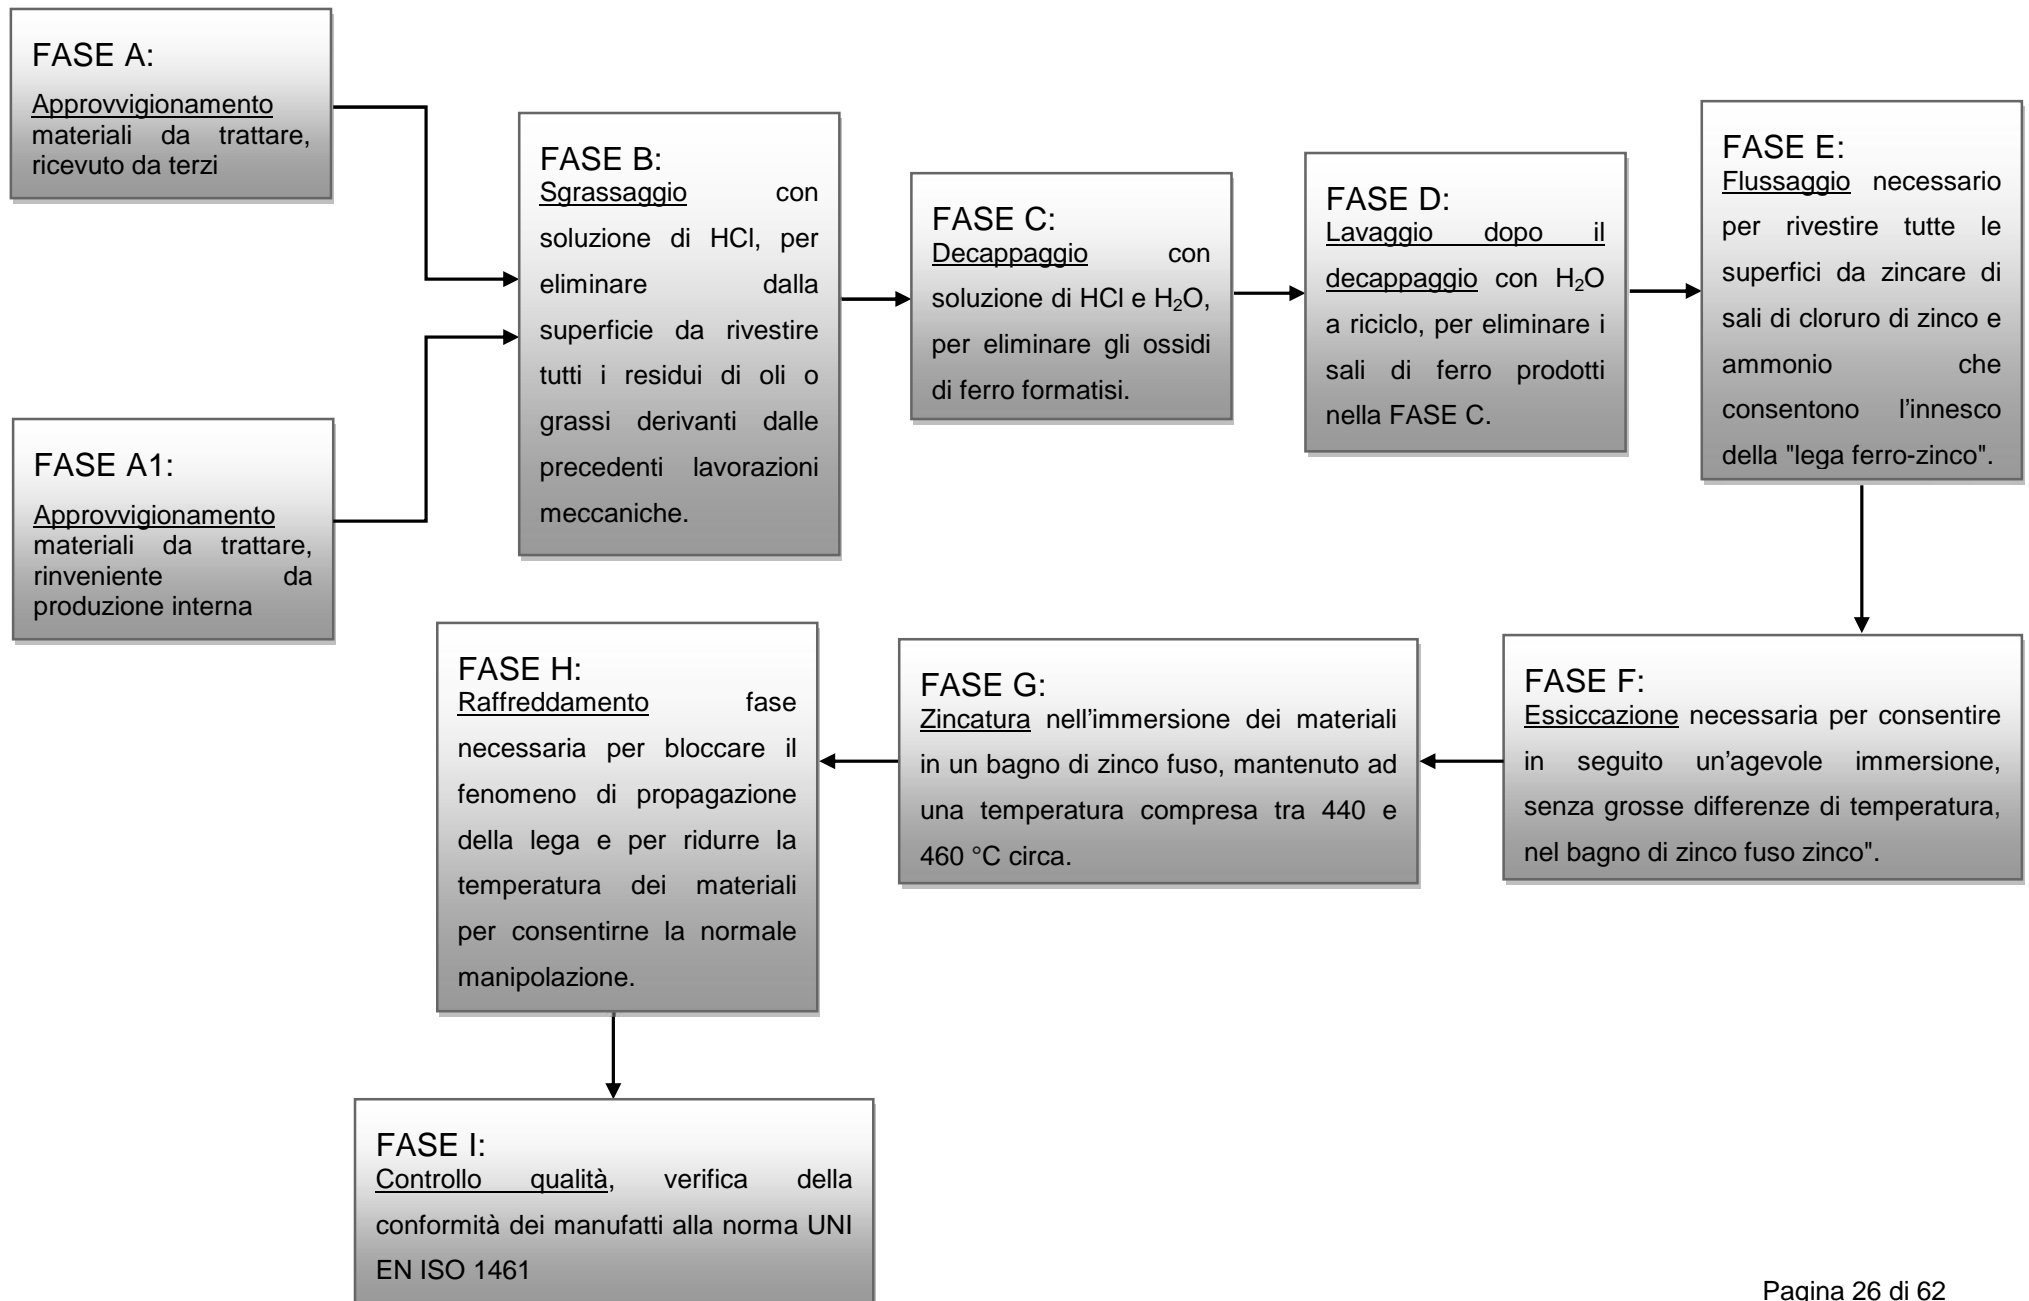 FASE A:
Approvvigionamento
materiali da trattare,
ricevuto da terzi
FASE A1:
Approvvigionamento
materiali da trattare,
rinveniente da
produzione interna
FASE B:
Sgrassaggio con
soluzione di HCl, per
eliminare dalla
superficie da rivestire
tutti i residui di oli o
grassi derivanti dalle
precedenti lavorazioni
meccaniche.
FASE C:
Decappaggio con
soluzione di HCl e H₂O,
per eliminare gli ossidi
di ferro formatisi.
FASE D:
Lavaggio dopo il
decappaggio con H₂O
a riciclo, per eliminare i
sali di ferro prodotti
nella FASE C.
FASE E:
Flussaggio necessario
per rivestire tutte le
superfici da zincare di
sali di cloruro di zinco e
ammonio che
consentono l'innesco
della "lega ferro-zinco".
FASE F:
Essiccazione necessaria per consentire
in seguito un'agevole immersione,
senza grosse differenze di temperatura,
nel bagno di zinco fuso zinco".
FASE G:
Zincatura nell'immersione dei materiali
in un bagno di zinco fuso, mantenuto ad
una temperatura compresa tra 440 e
460 °C circa.
FASE H:
Raffreddamento fase
necessaria per bloccare il
fenomeno di propagazione
della lega e per ridurre la
temperatura dei materiali
per consentirne la normale
manipolazione.
FASE I:
Controllo qualità, verifica della
conformità dei manufatti alla norma UNI
EN ISO 1461
Pagina 26 di 62